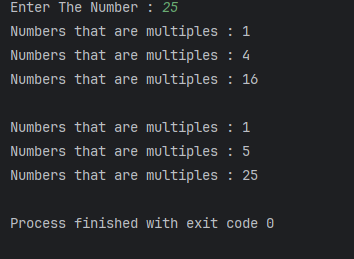 Enter The Number : 25
Numbers that are multiples : 1
Numbers that are multiples : 4
Numbers that are multiples : 16
Numbers that are multiples : 1
Numbers that are multiples : 5
Numbers that are multiples : 25
Process finished with exit code 0